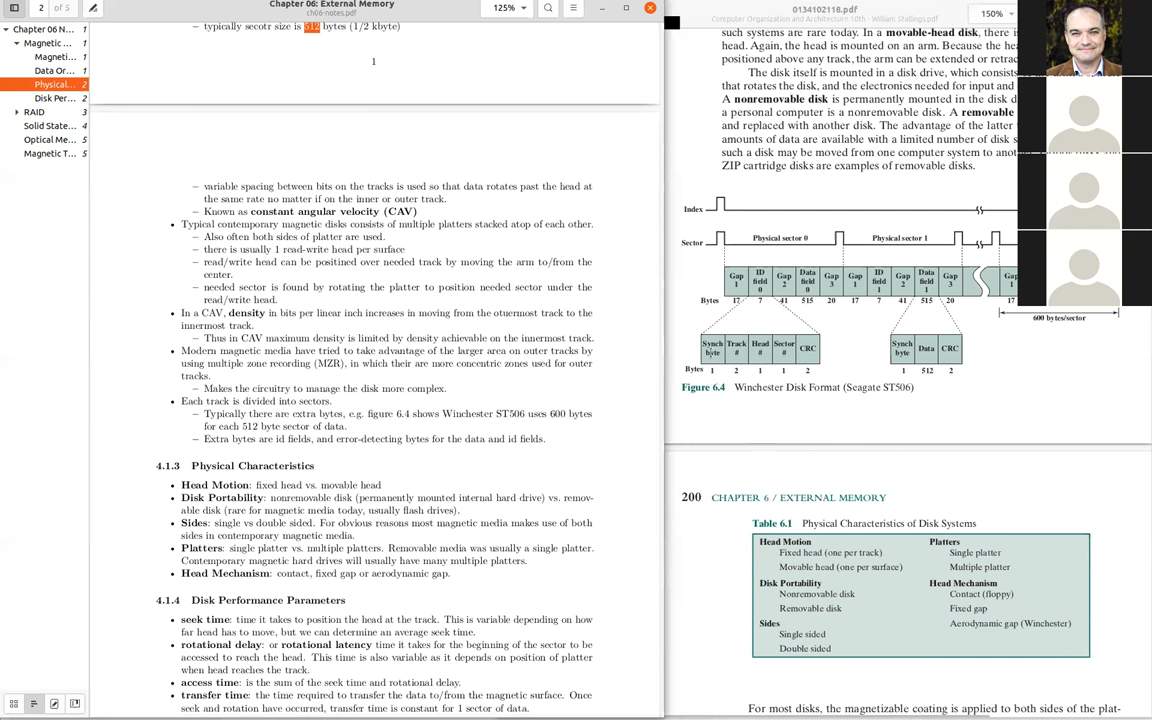 2 of 5
Chapter 06: External Memory
ch06-notes.pdf
125%
Chapter 06 N... 1
Magnetic ... 1
Magneti... 1
Data Or... 1
Physical... 2
Disk Per... 2
RAID 3
Solid State... 4
Optical Me... 5
Magnetic T... 5
– typically secotr size is 512 bytes (1/2 kbyte)
1
– variable spacing between bits on the tracks is used so that data rotates past the head at
the same rate no matter if on the inner or outer track.
– Known as constant angular velocity (CAV)
• Typical contemporary magnetic disks consists of multiple platters stacked atop of each other.
– Also often both sides of platter are used.
– there is usually 1 read-write head per surface
– read/write head can be positined over needed track by moving the arm to/from the
center.
– needed sector is found by rotating the platter to position needed sector under the
read/write head.
• In a CAV, density in bits per linear inch increases in moving from the otuermost track to the
innermost track.
– Thus in CAV maximum density is limited by density achievable on the innermost track.
• Modern magnetic media have tried to take advantage of the larger area on outer tracks by
using multiple zone recording (MZR), in which their are more concentric zones used for outer
tracks.
– Makes the circuitry to manage the disk more complex.
• Each track is divided into sectors.
– Typically there are extra bytes, e.g. figure 6.4 shows Winchester ST506 uses 600 bytes
for each 512 byte sector of data.
– Extra bytes are id fields, and error-detecting bytes for the data and id fields.
4.1.3 Physical Characteristics
• Head Motion: fixed head vs. movable head
• Disk Portability: nonremovable disk (permanently mounted internal hard drive) vs. remov-
able disk (rare for magnetic media today, usually flash drives).
• Sides: single vs double sided. For obvious reasons most magnetic media makes use of both
sides in contemporary magnetic media.
• Platters: single platter vs. multiple platters. Removable media was usually a single platter.
Contemporary magnetic hard drives will usually have many multiple platters.
• Head Mechanism: contact, fixed gap or aerodynamic gap.
4.1.4 Disk Performance Parameters
• seek time: time it takes to position the head at the track. This is variable depending on how
far head has to move, but we can determine an average seek time.
• rotational delay: or rotational latency time it takes for the beginning of the sector to be
accessed to reach the head. This time is also variable as it depends on position of platter
when head reaches the track.
• access time: is the sum of the seek time and rotational delay.
• transfer time: the time required to transfer the data to/from the magnetic surface. Once
seek and rotation have occurred, transfer time is constant for 1 sector of data.
0134102118.pdf
Computer Organization and Architecture 10th - William Stallings.pdf
150%
such systems are rare today. In a movable-head disk, there is
head. Again, the head is mounted on an arm. Because the hea
positioned above any track, the arm can be extended or retrac
The disk itself is mounted in a disk drive, which consists
that rotates the disk, and the electronics needed for input and
A nonremovable disk is permanently mounted in the disk d
a personal computer is a nonremovable disk. A removable
and replaced with another disk. The advantage of the latter
amounts of data are available with a limited number of disk s
such a disk may be moved from one computer system to anot
ZIP cartridge disks are examples of removable disks.
Index
Sector Physical sector 0 Physical sector 1
Gap 1 ID field 0 Gap 2 Data field 0 Gap 3 Gap 1 ID field 1 Gap 2 Data field 1 Gap 3 Gap 1
Bytes 17 7 41 515 20 17 7 41 515 20 17
600 bytes/sector
Synch byte Track # Head # Sector # CRC Synch byte Data CRC
Bytes 1 2 1 1 2 1 512 2
Figure 6.4 Winchester Disk Format (Seagate ST506)
200 CHAPTER 6 / EXTERNAL MEMORY
Table 6.1 Physical Characteristics of Disk Systems
Head Motion
Fixed head (one per track)
Movable head (one per surface)
Disk Portability
Nonremovable disk
Removable disk
Sides
Single sided
Double sided
Platters
Single platter
Multiple platter
Head Mechanism
Contact (floppy)
Fixed gap
Aerodynamic gap (Winchester)
For most disks, the magnetizable coating is applied to both sides of the plat-